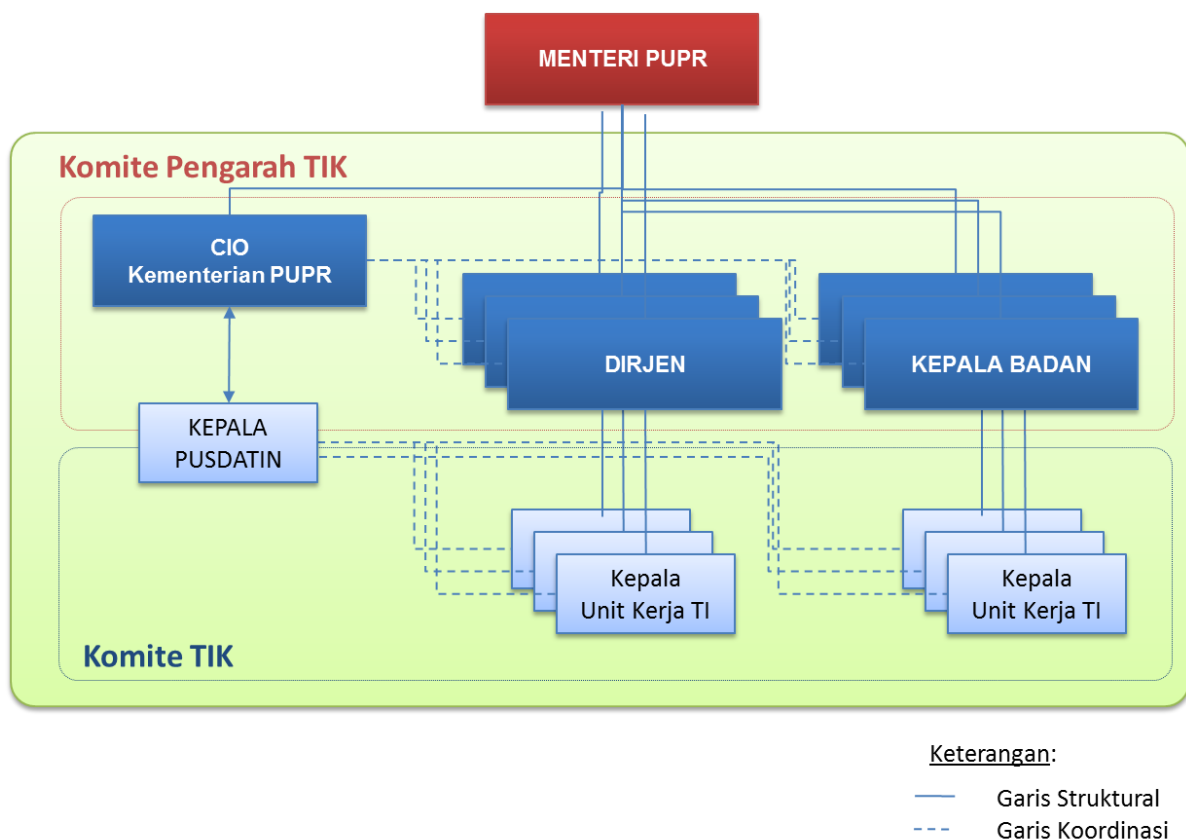 MENTERI PUPR
Komite Pengarah TIK
CIO
Kementerian PUPR
DIRJEN
KEPALA BADAN
KEPALA
PUSDATIN
Kepala
Unit Kerja TI
Kepala
Unit Kerja TI
Komite TIK
Keterangan:
Garis Struktural
Garis Koordinasi